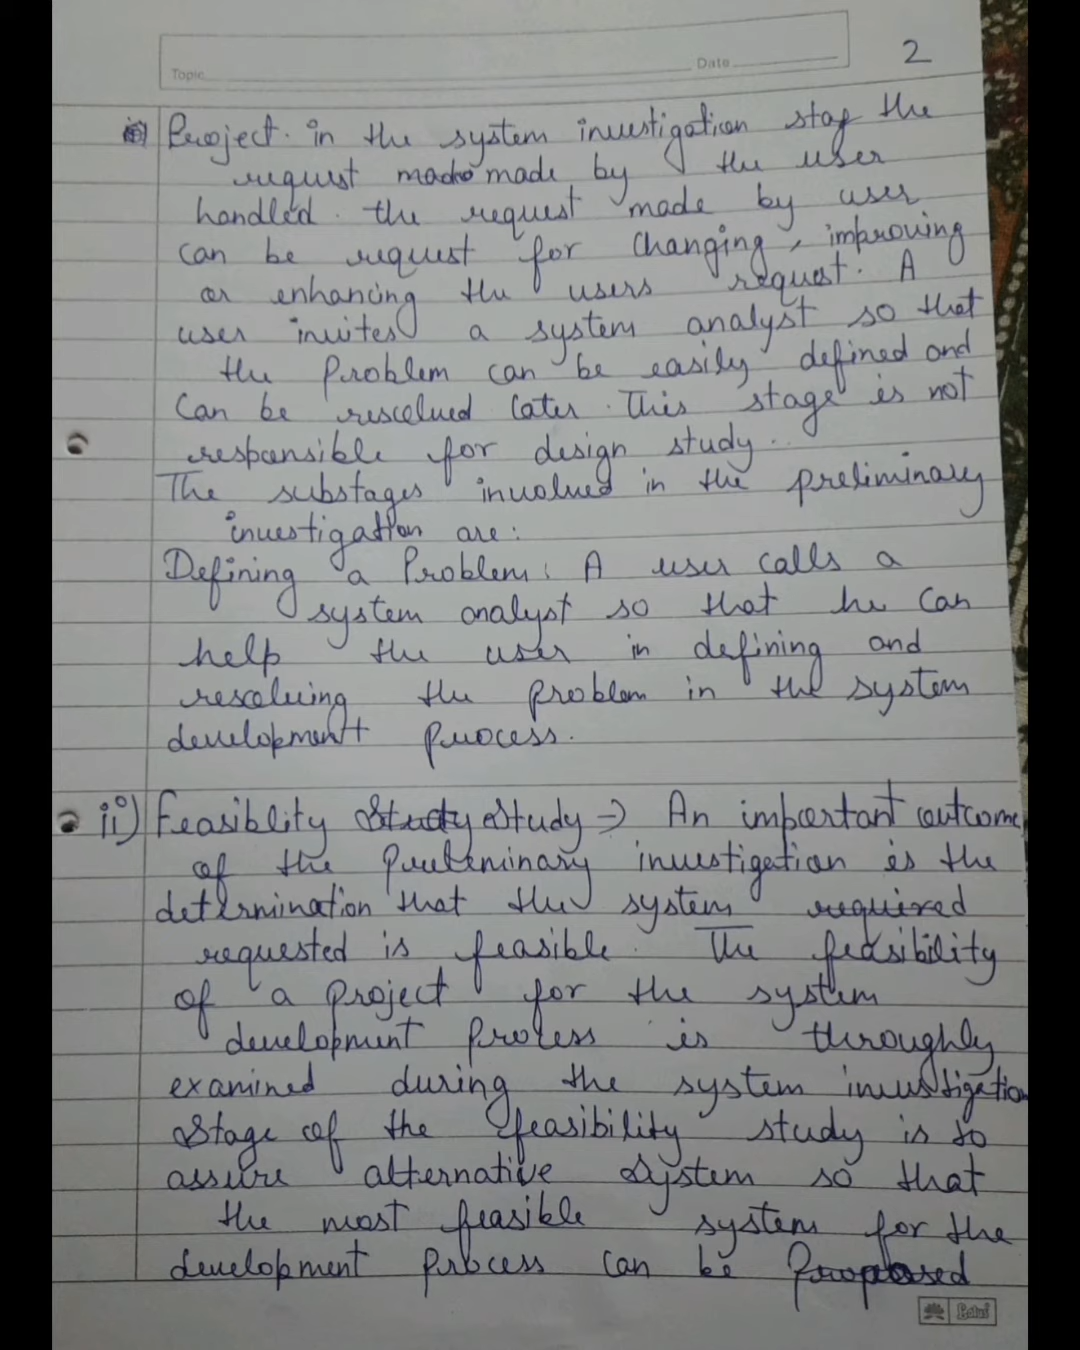 2
Topic Date
Project. in the system investigation stag the
request made by the user
handled. the request made by user
can be request for changing, improving
or enhancing the users request. A
user invites a system analyst so that
the Problem can be easily defined and
Can be rescolued later. This stage is not
responsible for design study..
The substages involued in the preliminary
investigation are:
Defining a Problem: A user calls a
system analyst so that he can
help the user in defining and
rescoluing the problem in the system
development process.
ii) Feasiblity Study Study → An important outcome
of the preleminary investigation is the
determination that the system required
requested is feasible. The feasibility
of a project for the system
development process is throughly
examined during the system investigation
Stage of the feasibility study is to
assure alternative System so that
the most feasible system for the
development process can be Proposed